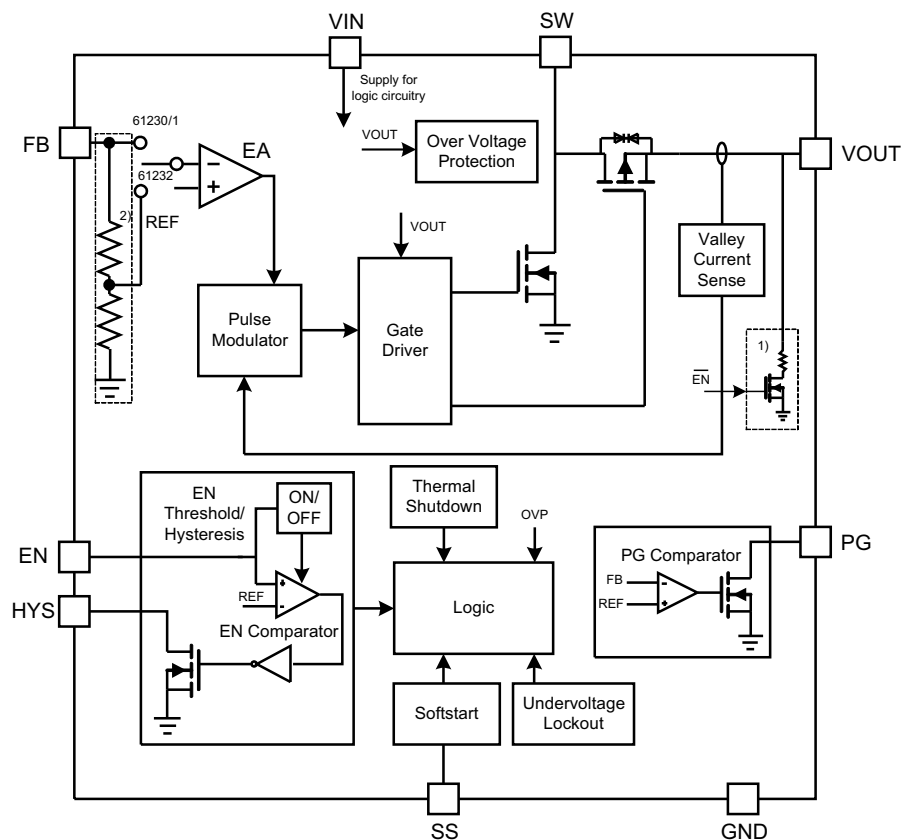 VIN
SW
Supply for
logic circuitry
61230/1
FB
VOUT
Over Voltage
Protection
EA
VOUT
61232
−
+
2)
REF
VOUT
Valley
Current
Sense
Pulse
Modulator
Gate
Driver
1)
EN
EN
Threshold/
Hysteresis
ON/
OFF
Thermal
Shutdown
OVP
EN
PG
PG Comparator
FB
-
REF
+
+
REF
-
HYS
Logic
EN Comparator
Softstart
Undervoltage
Lockout
SS
GND